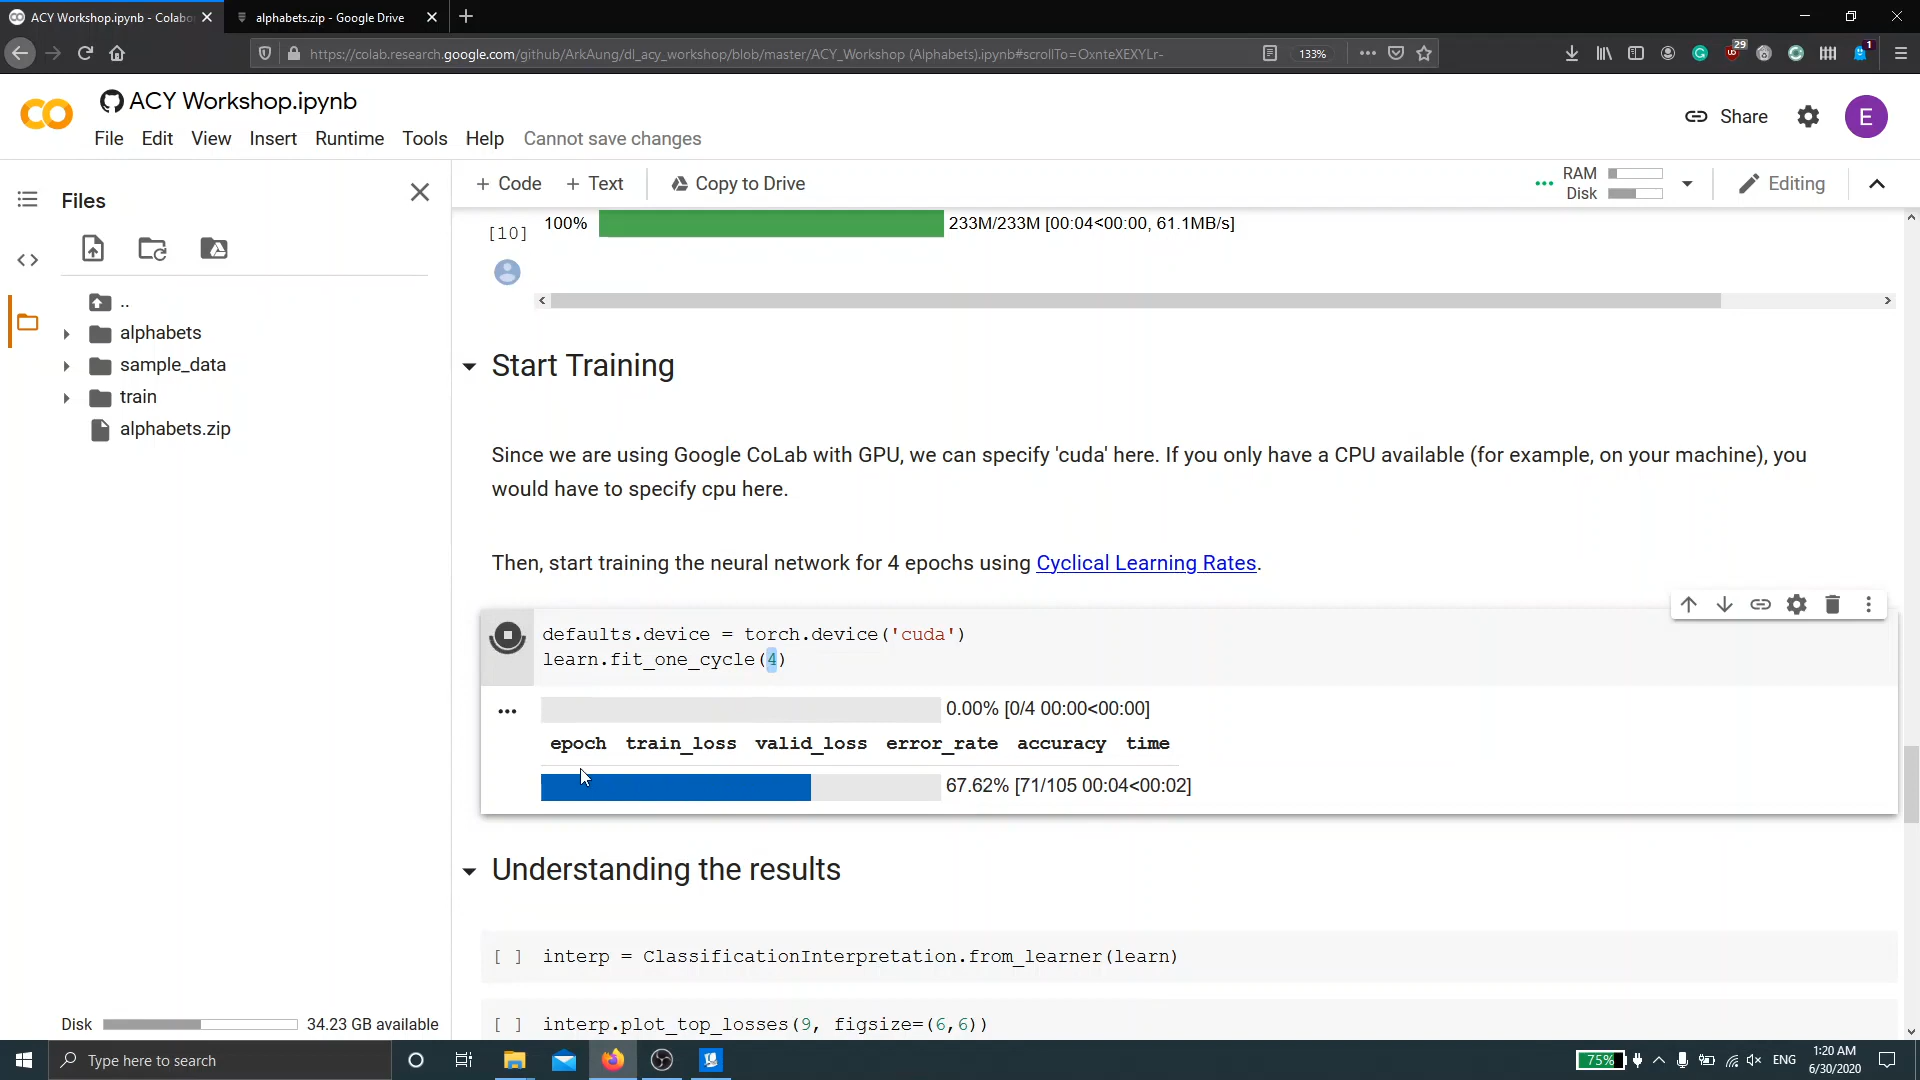 ACY Workshop.ipynb - Colabo
alphabets.zip - Google Drive
https://colab.research.google.com/github/ArkAung/dl_acy_workshop/blob/master/ACY_Workshop (Alphabets).ipynb#scrollTo=OxnteXEXYLr-
133%
29
1
ACY Workshop.ipynb
Share
E
File Edit View Insert Runtime Tools Help Cannot save changes
Files
+ Code + Text Copy to Drive
RAM
Disk
Editing
..
alphabets
sample_data
train
alphabets.zip
[10]
100% 233M/233M [00:04<00:00, 61.1MB/s]
Start Training
Since we are using Google CoLab with GPU, we can specify 'cuda' here. If you only have a CPU available (for example, on your machine), you
would have to specify cpu here.
Then, start training the neural network for 4 epochs using Cyclical Learning Rates.
defaults.device = torch.device('cuda')
learn.fit_one_cycle(4)
0.00% [0/4 00:00<00:00]
epoch train_loss valid_loss error_rate accuracy time
67.62% [71/105 00:04<00:02]
Understanding the results
[ ] interp = ClassificationInterpretation.from_learner(learn)
[ ] interp.plot_top_losses(9, figsize=(6,6))
Disk 34.23 GB available
Type here to search
75%
ENG
1:20 AM
6/30/2020